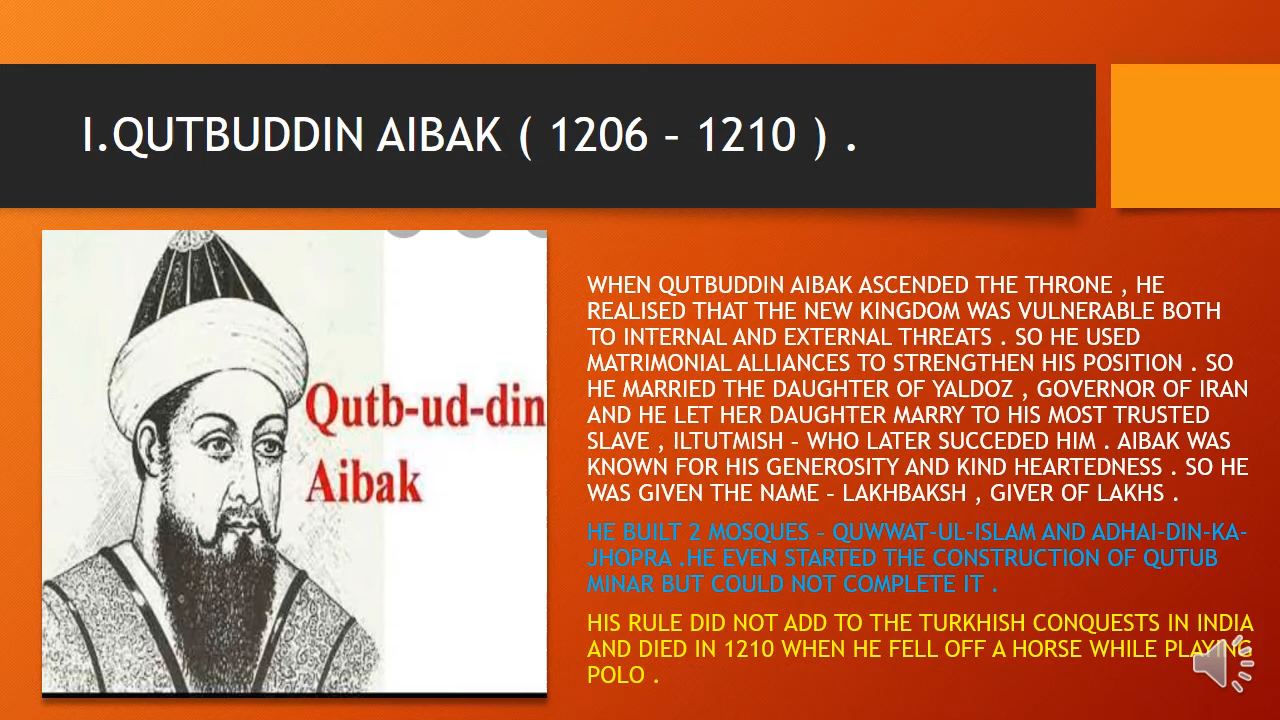 I.QUTBUDDIN AIBAK ( 1206 – 1210 ) .
Qutb-ud-din
Aibak
WHEN QUTBUDDIN AIBAK ASCENDED THE THRONE , HE
REALISED THAT THE NEW KINGDOM WAS VULNERABLE BOTH
TO INTERNAL AND EXTERNAL THREATS . SO HE USED
MATRIMONIAL ALLIANCES TO STRENGTHEN HIS POSITION . SO
HE MARRIED THE DAUGHTER OF YALDOZ , GOVERNOR OF IRAN
AND HE LET HER DAUGHTER MARRY TO HIS MOST TRUSTED
SLAVE , ILTUTMISH – WHO LATER SUCCEDED HIM . AIBAK WAS
KNOWN FOR HIS GENEROSITY AND KIND HEARTEDNESS . SO HE
WAS GIVEN THE NAME – LAKHBAKSH , GIVER OF LAKHS .
HE BUILT 2 MOSQUES – QUWWAT-UL-ISLAM AND ADHAI-DIN-KA-
JHOPRA .HE EVEN STARTED THE CONSTRUCTION OF QUTUB
MINAR BUT COULD NOT COMPLETE IT .
HIS RULE DID NOT ADD TO THE TURKHISH CONQUESTS IN INDIA
AND DIED IN 1210 WHEN HE FELL OFF A HORSE WHILE PLAYING
POLO .